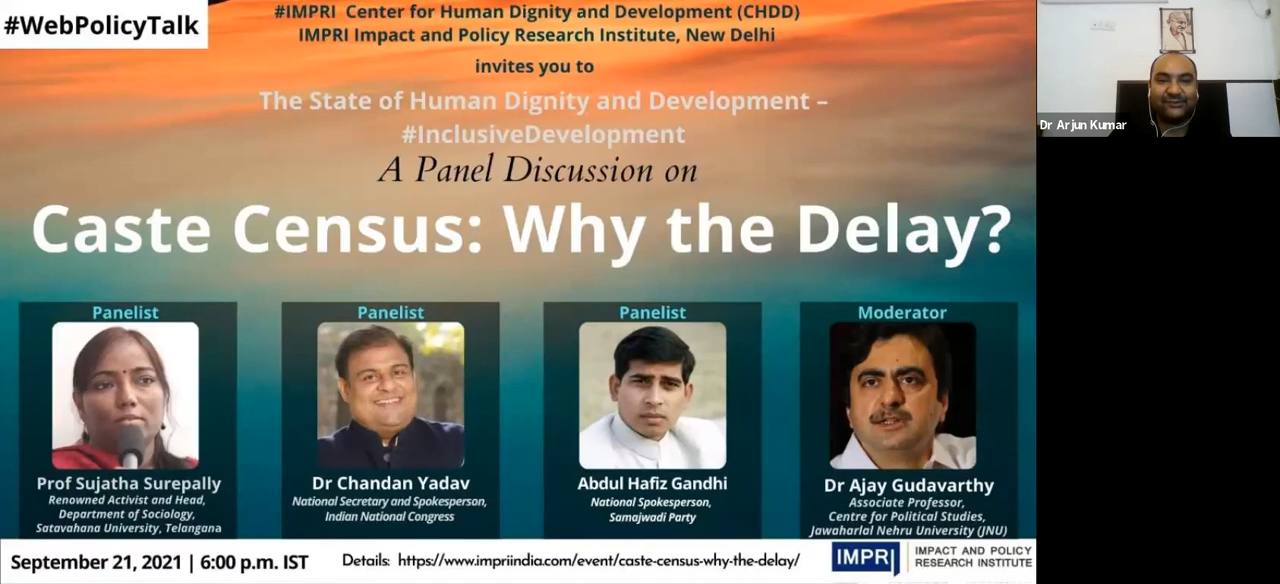 #WebPolicyTalk
#IMPRI Center for Human Dignity and Development (CHDD)
IMPRI Impact and Policy Research Institute, New Delhi
invites you to
The State of Human Dignity and Development –
#InclusiveDevelopment
A Panel Discussion on
Caste Census: Why the Delay?
Panelist
Prof Sujatha Surepally
Renowned Activist and Head,
Department of Sociology,
Satavahana University, Telangana
Panelist
Dr Chandan Yadav
National Secretary and Spokesperson,
Indian National Congress
Panelist
Abdul Hafiz Gandhi
National Spokesperson,
Samajwadi Party
Moderator
Dr Ajay Gudavarthy
Associate Professor,
Centre for Political Studies,
Jawaharlal Nehru University (JNU)
September 21, 2021 | 6:00 p.m. IST
Details: https://www.impriindia.com/event/caste-census-why-the-delay/
IMPRI
IMPACT AND POLICY
RESEARCH INSTITUTE
Dr Arjun Kumar